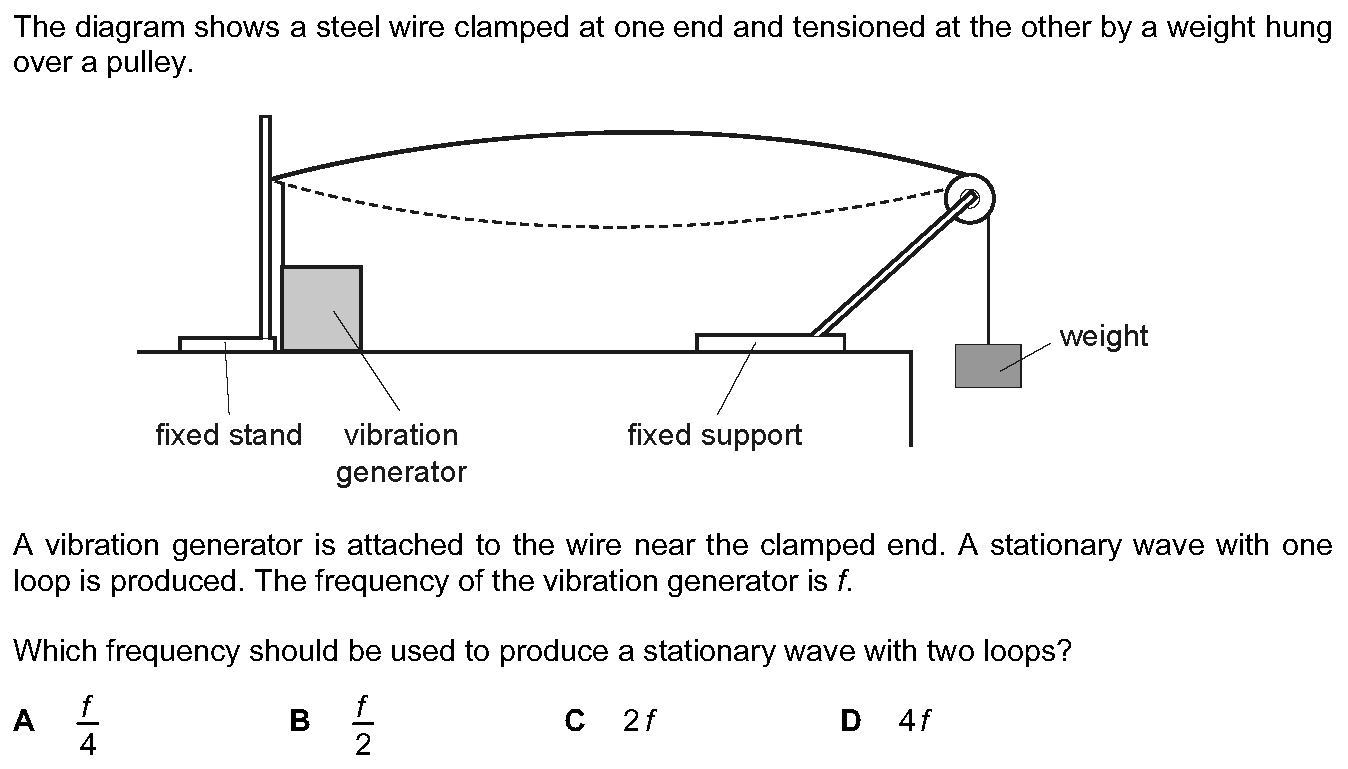 The diagram shows a steel wire clamped at one end and tensioned at the other by a weight hung
over a pulley.
weight
fixed stand
vibration
generator
fixed support
A vibration generator is attached to the wire near the clamped end. A stationary wave with one
loop is produced. The frequency of the vibration generator is f.
Which frequency should be used to produce a stationary wave with two loops?
A f/4 B f/2 C 2f D 4f